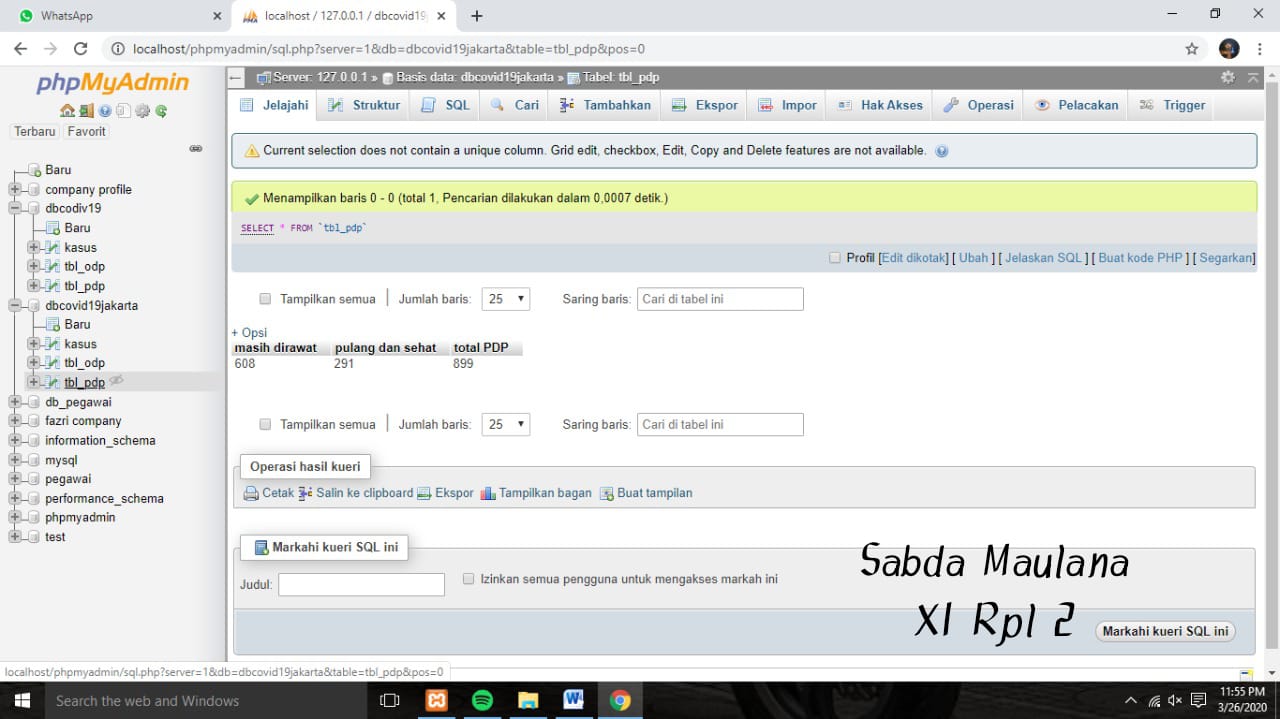 WhatsApp
localhost / 127.0.0.1 / dbcovid19
localhost/phpmyadmin/sql.php?server=1&db=dbcovid19jakarta&table=tbl_pdp&pos=0
phpMyAdmin
Terbaru Favorit
Baru
company profile
dbcodiv19
Baru
kasus
tbl_odp
tbl_pdp
dbcovid19jakarta
Baru
kasus
tbl_odp
tbl_pdp
db_pegawai
fazri company
information_schema
mysql
pegawai
performance_schema
phpmyadmin
test
Server: 127.0.0.1 » Basis data: dbcovid19jakarta » Tabel: tbl_pdp
Jelajahi Struktur SQL Cari Tambahkan Ekspor Impor Hak Akses Operasi Pelacakan Trigger
Current selection does not contain a unique column. Grid edit, checkbox, Edit, Copy and Delete features are not available.
Menampilkan baris 0 - 0 (total 1, Pencarian dilakukan dalam 0,0007 detik.)
SELECT * FROM `tbl_pdp`
Profil [Edit dikotak] [ Ubah ] [ Jelaskan SQL ] [ Buat kode PHP ] [ Segarkan]
Tampilkan semua | Jumlah baris: 25 Saring baris: Cari di tabel ini
+ Opsi
masih dirawat pulang dan sehat total PDP
608 291 899
Tampilkan semua | Jumlah baris: 25 Saring baris: Cari di tabel ini
Operasi hasil kueri
Cetak Salin ke clipboard Ekspor Tampilkan bagan Buat tampilan
Markahi kueri SQL ini
Judul: Izinkan semua pengguna untuk mengakses markah ini
Sabda Maulana
XI Rpl 2
Markahi kueri SQL ini
localhost/phpmyadmin/sql.php?server=1&db=dbcovid19jakarta&table=tbl_pdp&pos=0
Search the web and Windows
11:55 PM
3/26/2020